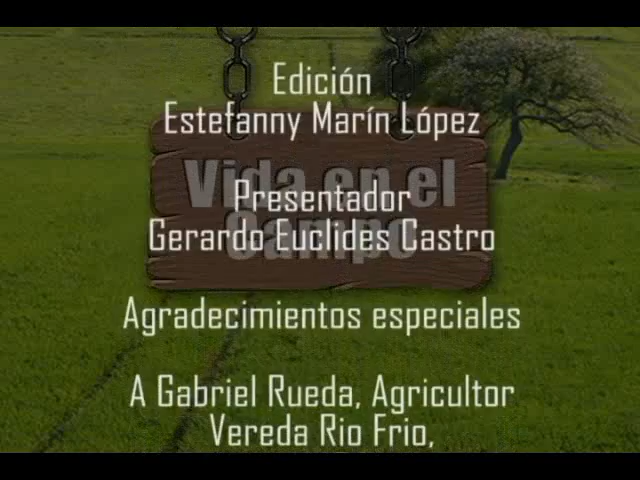 Edición
Estefanny Marín López
Vida en el
Campo
Presentador
Gerardo Euclides Castro
Agradecimientos especiales
A Gabriel Rueda, Agricultor
Vereda Rio Frio,